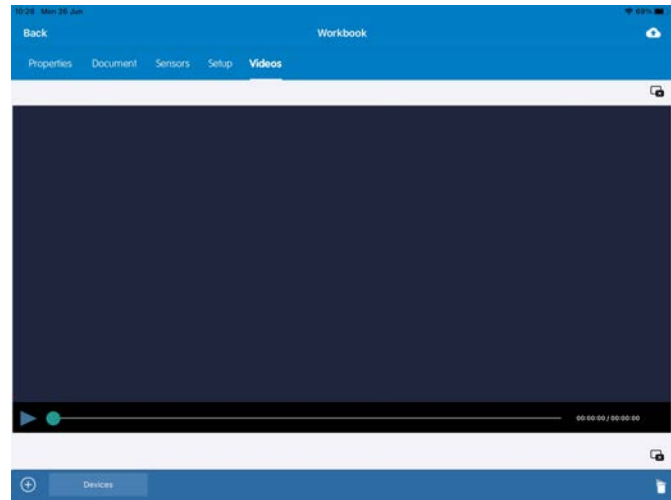 10:28 Mon 26 Jun 69%
Back Workbook
Properties Document Sensors Setup Videos
00:00:00 / 00:00:00
Devices